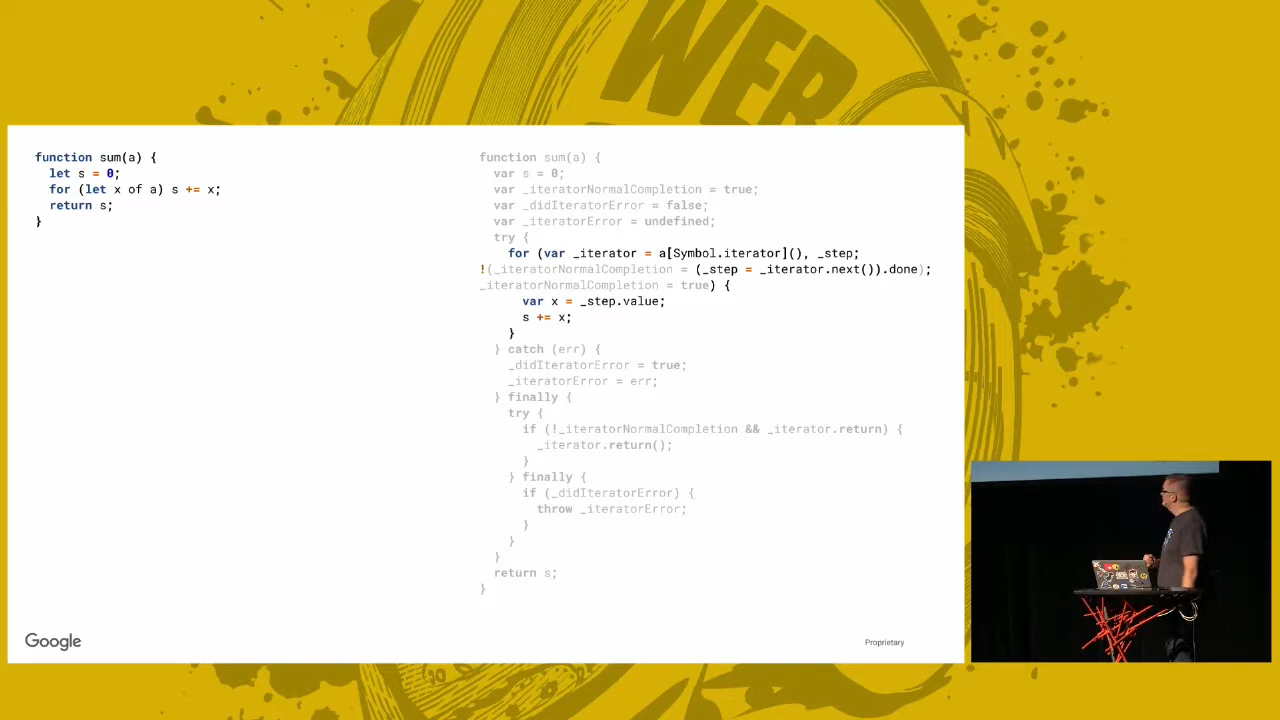 WEB
function sum(a) {
let s = 0;
for (let x of a) s += x;
return s;
}
function sum(a) {
var s = 0;
var _iteratorNormalCompletion = true;
var _didIteratorError = false;
var _iteratorError = undefined;
try {
for (var _iterator = a[Symbol.iterator](), _step;
!(_iteratorNormalCompletion = (_step = _iterator.next()).done);
_iteratorNormalCompletion = true) {
var x = _step.value;
s += x;
}
} catch (err) {
_didIteratorError = true;
_iteratorError = err;
} finally {
try {
if (!_iteratorNormalCompletion && _iterator.return) {
_iterator.return();
}
} finally {
if (_didIteratorError) {
throw _iteratorError;
}
}
}
return s;
}
Google
Proprietary